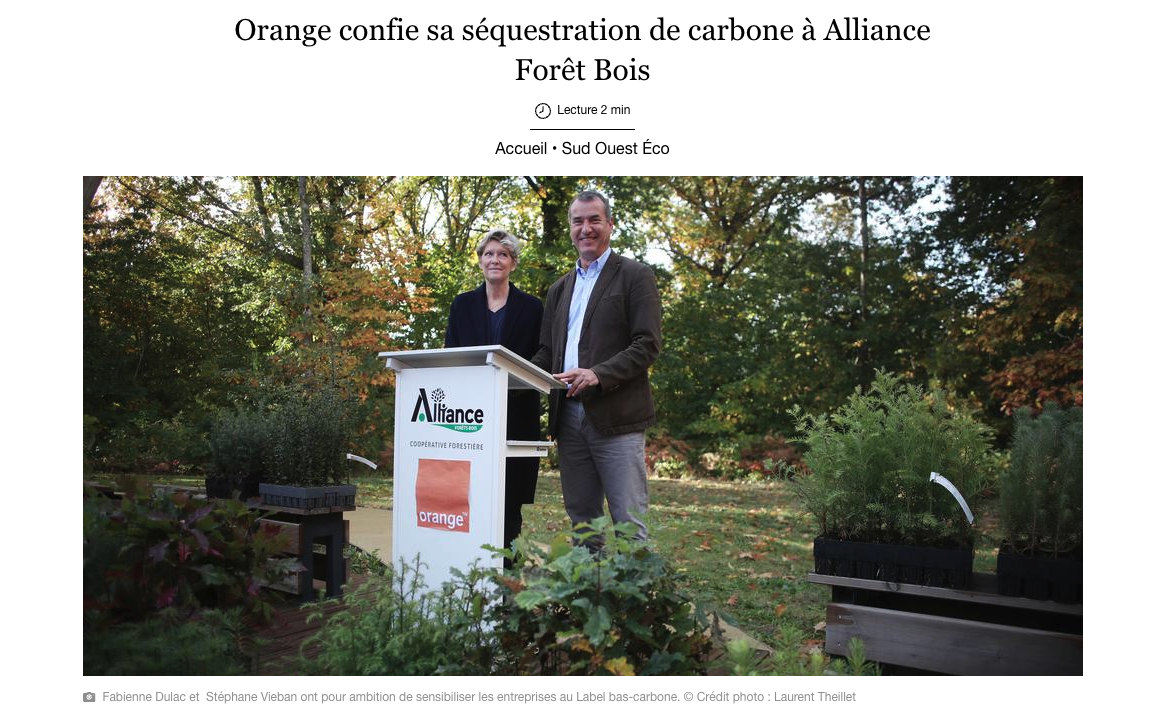 Orange confie sa séquestration de carbone à Alliance
Forêt Bois
Lecture 2 min
Accueil • Sud Ouest Éco
Alliance
FORÊTS BOIS
COOPÉRATIVE FORESTIÈRE
orange™
Fabienne Dulac et  Stéphane Vieban ont pour ambition de sensibiliser les entreprises au Label bas-carbone. © Crédit photo : Laurent Theillet